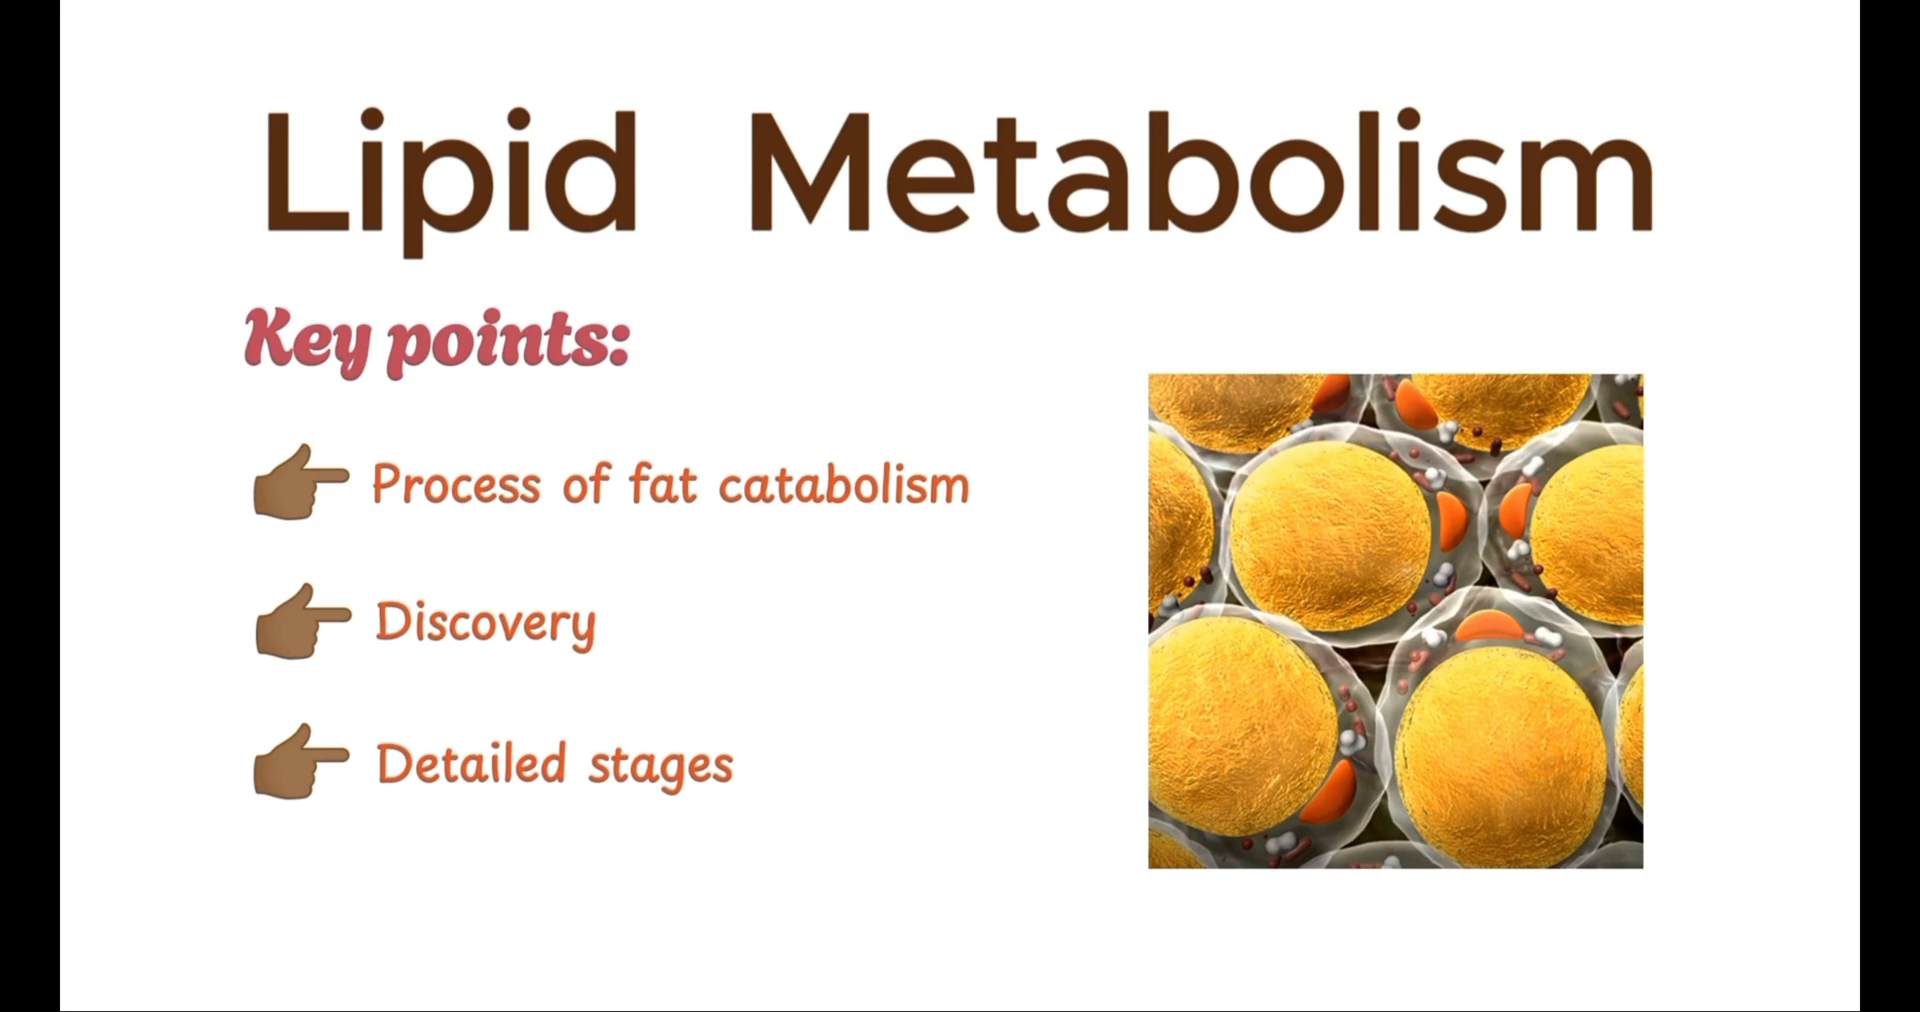 Lipid Metabolism
Key points:
Process of fat catabolism
Discovery
Detailed stages